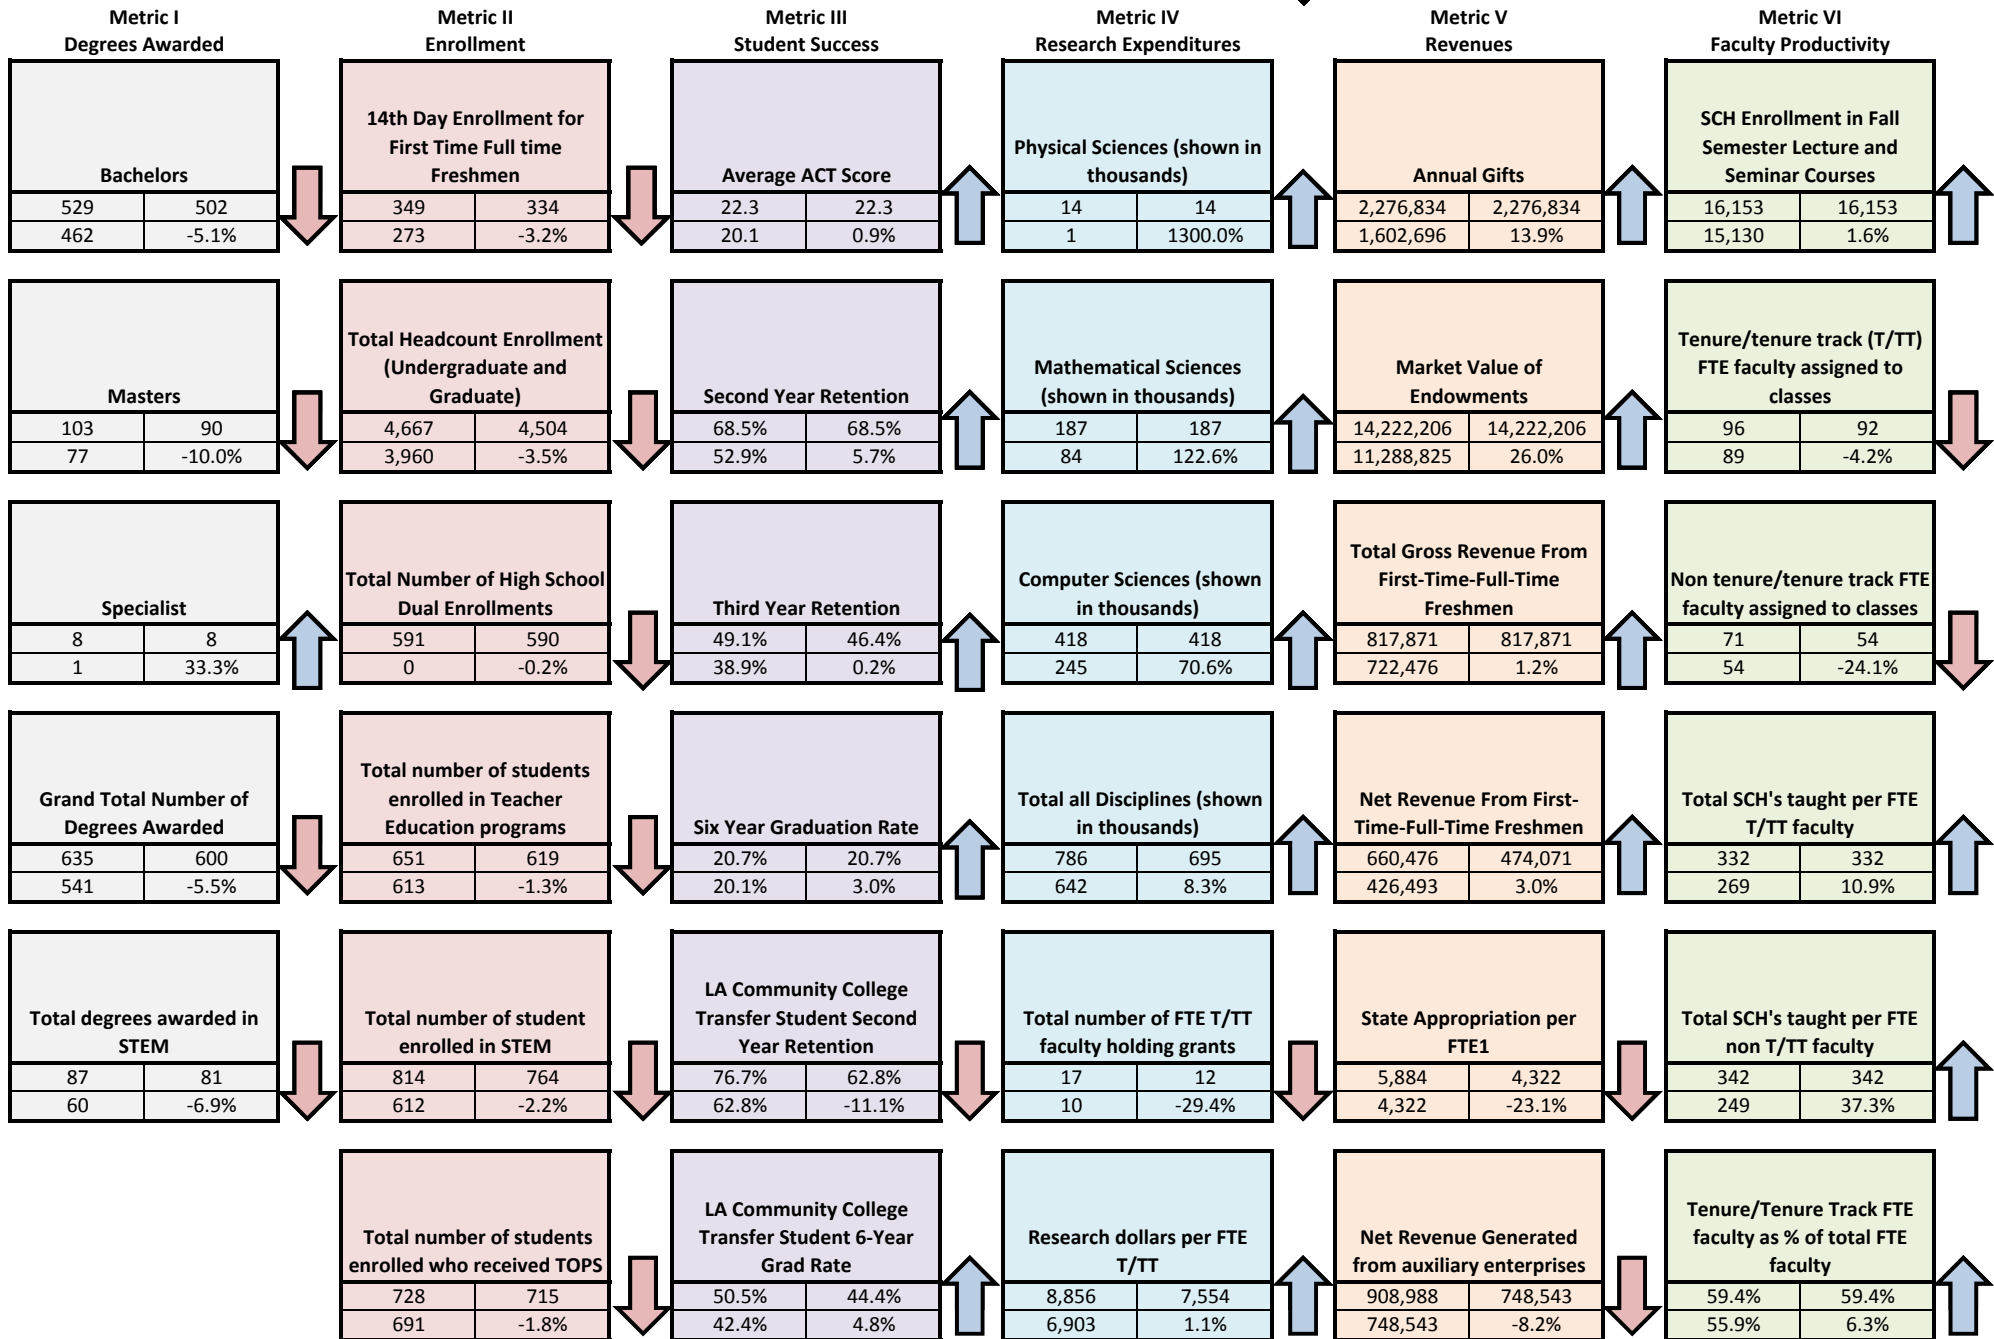 Metric I
Degrees Awarded
Metric II
Enrollment
Metric III
Student Success
Metric IV
Research Expenditures
Metric V
Revenues
Metric VI
Faculty Productivity
Bachelors
529 502
462 -5.1%
14th Day Enrollment for
First Time Full time
Freshmen
349 334
273 -3.2%
Average ACT Score
22.3 22.3
20.1 0.9%
Physical Sciences (shown in
thousands)
14 14
1 1300.0%
Annual Gifts
2,276,834 2,276,834
1,602,696 13.9%
SCH Enrollment in Fall
Semester Lecture and
Seminar Courses
16,153 16,153
15,130 1.6%
Masters
103 90
77 -10.0%
Total Headcount Enrollment
(Undergraduate and
Graduate)
4,667 4,504
3,960 -3.5%
Second Year Retention
68.5% 68.5%
52.9% 5.7%
Mathematical Sciences
(shown in thousands)
187 187
84 122.6%
Market Value of
Endowments
14,222,206 14,222,206
11,288,825 26.0%
Tenure/tenure track (T/TT)
FTE faculty assigned to
classes
96 92
89 -4.2%
Specialist
8 8
1 33.3%
Total Number of High School
Dual Enrollments
591 590
0 -0.2%
Third Year Retention
49.1% 46.4%
38.9% 0.2%
Computer Sciences (shown
in thousands)
418 418
245 70.6%
Total Gross Revenue From
First-Time-Full-Time
Freshmen
817,871 817,871
722,476 1.2%
Non tenure/tenure track FTE
faculty assigned to classes
71 54
54 -24.1%
Grand Total Number of
Degrees Awarded
635 600
541 -5.5%
Total number of students
enrolled in Teacher
Education programs
651 619
613 -1.3%
Six Year Graduation Rate
20.7% 20.7%
20.1% 3.0%
Total all Disciplines (shown
in thousands)
786 695
642 8.3%
Net Revenue From First-
Time-Full-Time Freshmen
660,476 474,071
426,493 3.0%
Total SCH's taught per FTE
T/TT faculty
332 332
269 10.9%
Total degrees awarded in
STEM
87 81
60 -6.9%
Total number of student
enrolled in STEM
814 764
612 -2.2%
LA Community College
Transfer Student Second
Year Retention
76.7% 62.8%
62.8% -11.1%
Total number of FTE T/TT
faculty holding grants
17 12
10 -29.4%
State Appropriation per
FTE1
5,884 4,322
4,322 -23.1%
Total SCH's taught per FTE
non T/TT faculty
342 342
249 37.3%
Total number of students
enrolled who received TOPS
728 715
691 -1.8%
LA Community College
Transfer Student 6-Year
Grad Rate
50.5% 44.4%
42.4% 4.8%
Research dollars per FTE
T/TT
8,856 7,554
6,903 1.1%
Net Revenue Generated
from auxiliary enterprises
908,988 748,543
748,543 -8.2%
Tenure/Tenure Track FTE
faculty as % of total FTE
faculty
59.4% 59.4%
55.9% 6.3%